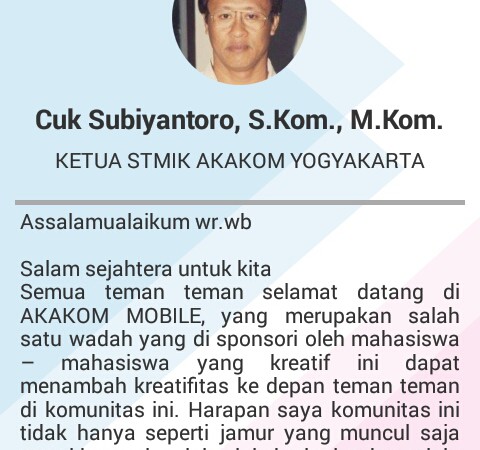 Cuk Subiyantoro, S.Kom., M.Kom.
KETUA STMIK AKAKOM YOGYAKARTA
Assalamualaikum wr.wb
Salam sejahtera untuk kita
Semua teman teman selamat datang di
AKAKOM MOBILE, yang merupakan salah
satu wadah yang di sponsori oleh mahasiswa
– mahasiswa yang kreatif ini dapat
menambah kreatifitas ke depan teman teman
di komunitas ini. Harapan saya komunitas ini
tidak hanya seperti jamur yang muncul saja